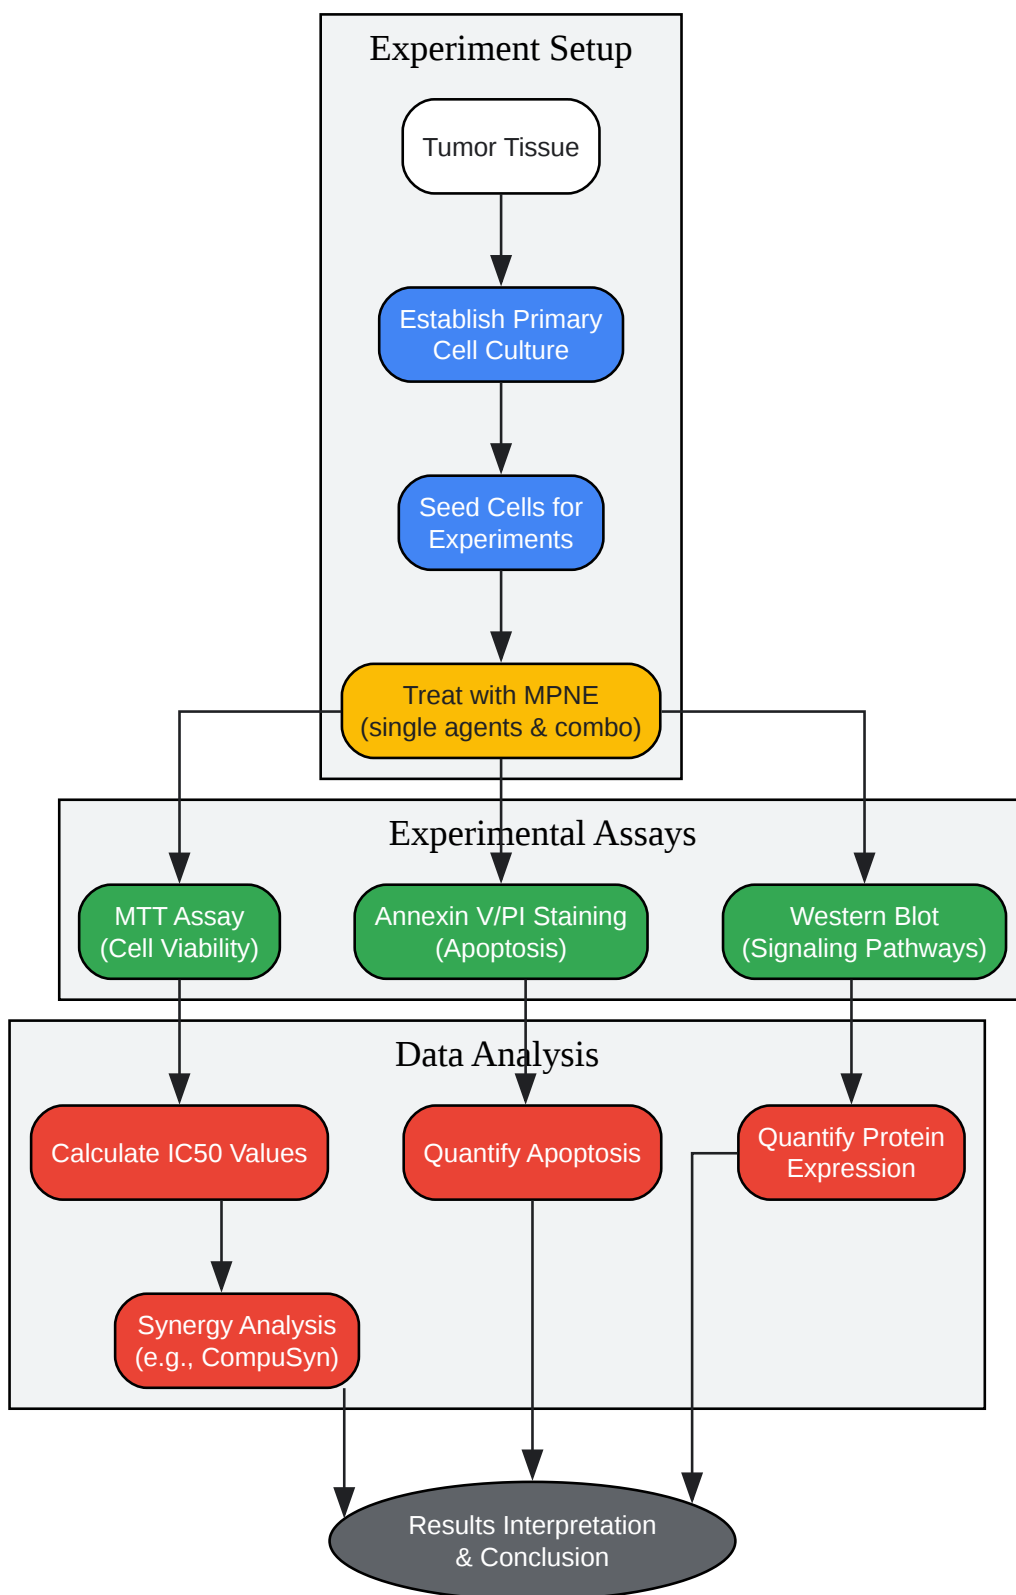 Experiment Setup
Tumor Tissue
Establish Primary
Cell Culture
Seed Cells for
Experiments
Treat with MPNE
(single agents & combo)
Experimental Assays
MTT Assay
(Cell Viability)
Annexin V/PI Staining
(Apoptosis)
Western Blot
(Signaling Pathways)
Data Analysis
Calculate IC50 Values
Quantify Apoptosis
Quantify Protein
Expression
Synergy Analysis
(e.g., CompuSyn)
Results Interpretation
& Conclusion